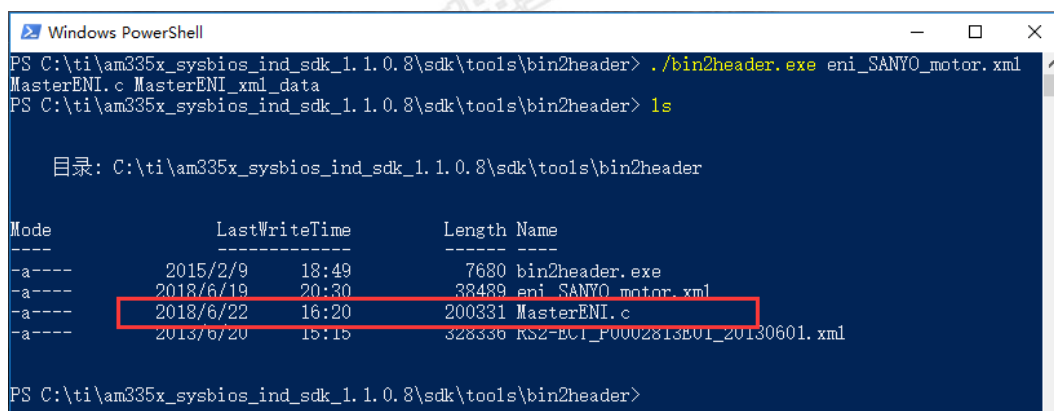 Windows PowerShell
PS C:\ti\am335x_sysbios_ind_sdk_1.1.0.8\sdk\tools\bin2header> ./bin2header.exe eni_SANYO_motor.xml
MasterENI.c MasterENI_xml_data
PS C:\ti\am335x_sysbios_ind_sdk_1.1.0.8\sdk\tools\bin2header> ls
目录: C:\ti\am335x_sysbios_ind_sdk_1.1.0.8\sdk\tools\bin2header
Mode LastWriteTime Length Name
---- ------------- ------ ----
-a---- 2015/2/9 18:49 7680 bin2header.exe
-a---- 2018/6/19 20:30 38489 eni_SANYO_motor.xml
-a---- 2018/6/22 16:20 200331 MasterENI.c
-a---- 2013/6/20 15:15 328336 RS2-ECT_P0002813E01_20130601.xml
PS C:\ti\am335x_sysbios_ind_sdk_1.1.0.8\sdk\tools\bin2header>